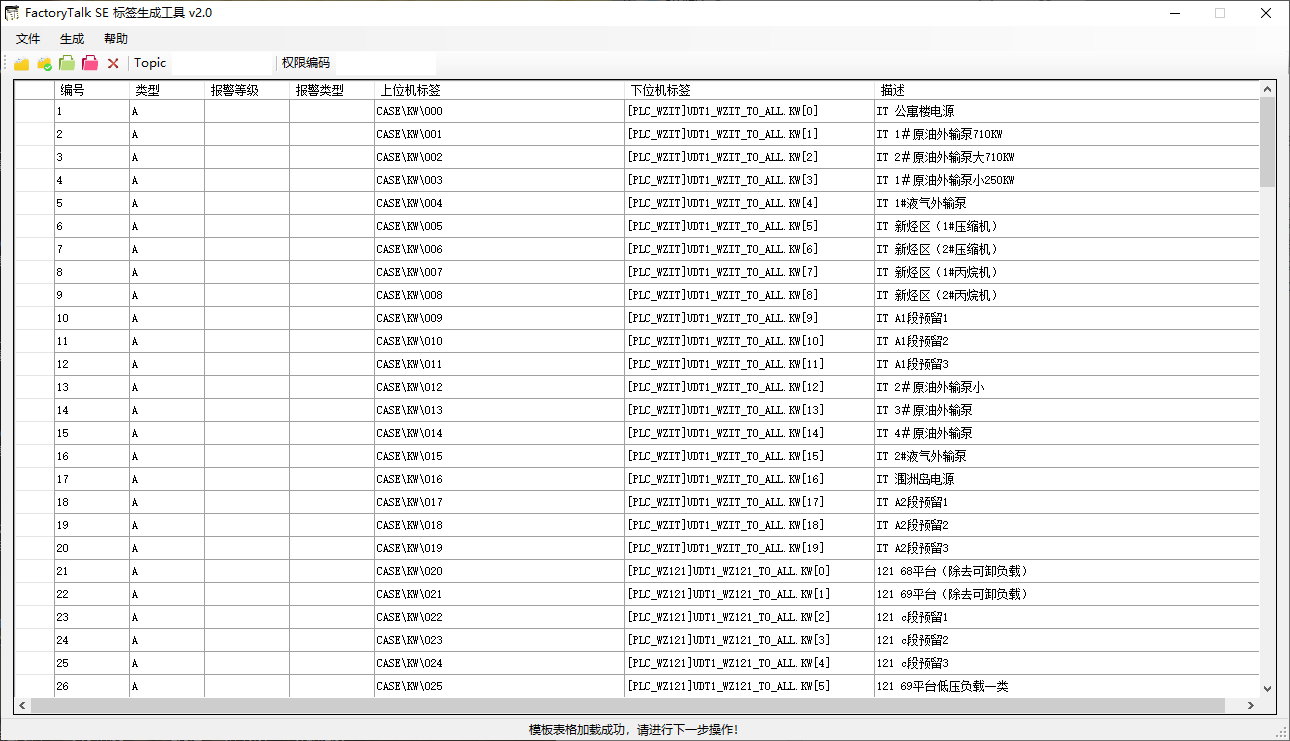 FactoryTalk SE 标签生成工具 v2.0
文件 生成 帮助
Topic 权限编码
编号 类型 报警等级 报警类型 上位机标签 下位机标签 描述
1 A CASE\KW\000 [PLC_WZIT]UDT1_WZIT_TO_ALL.KW[0] IT 公寓楼电源
2 A CASE\KW\001 [PLC_WZIT]UDT1_WZIT_TO_ALL.KW[1] IT 1＃原油外输泵710KW
3 A CASE\KW\002 [PLC_WZIT]UDT1_WZIT_TO_ALL.KW[2] IT 2＃原油外输泵大710KW
4 A CASE\KW\003 [PLC_WZIT]UDT1_WZIT_TO_ALL.KW[3] IT 1＃原油外输泵小250KW
5 A CASE\KW\004 [PLC_WZIT]UDT1_WZIT_TO_ALL.KW[4] IT 1#液气外输泵
6 A CASE\KW\005 [PLC_WZIT]UDT1_WZIT_TO_ALL.KW[5] IT 新烃区（1#压缩机）
7 A CASE\KW\006 [PLC_WZIT]UDT1_WZIT_TO_ALL.KW[6] IT 新烃区（2#压缩机）
8 A CASE\KW\007 [PLC_WZIT]UDT1_WZIT_TO_ALL.KW[7] IT 新烃区（1#丙烷机）
9 A CASE\KW\008 [PLC_WZIT]UDT1_WZIT_TO_ALL.KW[8] IT 新烃区（2#丙烷机）
10 A CASE\KW\009 [PLC_WZIT]UDT1_WZIT_TO_ALL.KW[9] IT A1段预留1
11 A CASE\KW\010 [PLC_WZIT]UDT1_WZIT_TO_ALL.KW[10] IT A1段预留2
12 A CASE\KW\011 [PLC_WZIT]UDT1_WZIT_TO_ALL.KW[11] IT A1段预留3
13 A CASE\KW\012 [PLC_WZIT]UDT1_WZIT_TO_ALL.KW[12] IT 2＃原油外输泵小
14 A CASE\KW\013 [PLC_WZIT]UDT1_WZIT_TO_ALL.KW[13] IT 3＃原油外输泵
15 A CASE\KW\014 [PLC_WZIT]UDT1_WZIT_TO_ALL.KW[14] IT 4＃原油外输泵
16 A CASE\KW\015 [PLC_WZIT]UDT1_WZIT_TO_ALL.KW[15] IT 2#液气外输泵
17 A CASE\KW\016 [PLC_WZIT]UDT1_WZIT_TO_ALL.KW[16] IT 涠洲岛电源
18 A CASE\KW\017 [PLC_WZIT]UDT1_WZIT_TO_ALL.KW[17] IT A2段预留1
19 A CASE\KW\018 [PLC_WZIT]UDT1_WZIT_TO_ALL.KW[18] IT A2段预留2
20 A CASE\KW\019 [PLC_WZIT]UDT1_WZIT_TO_ALL.KW[19] IT A2段预留3
21 A CASE\KW\020 [PLC_WZ121]UDT1_WZ121_TO_ALL.KW[0] 121 68平台（除去可卸负载）
22 A CASE\KW\021 [PLC_WZ121]UDT1_WZ121_TO_ALL.KW[1] 121 69平台（除去可卸负载）
23 A CASE\KW\022 [PLC_WZ121]UDT1_WZ121_TO_ALL.KW[2] 121 c段预留1
24 A CASE\KW\023 [PLC_WZ121]UDT1_WZ121_TO_ALL.KW[3] 121 c段预留2
25 A CASE\KW\024 [PLC_WZ121]UDT1_WZ121_TO_ALL.KW[4] 121 c段预留3
26 A CASE\KW\025 [PLC_WZ121]UDT1_WZ121_TO_ALL.KW[5] 121 69平台低压负载一类
模板表格加载成功，请进行下一步操作!